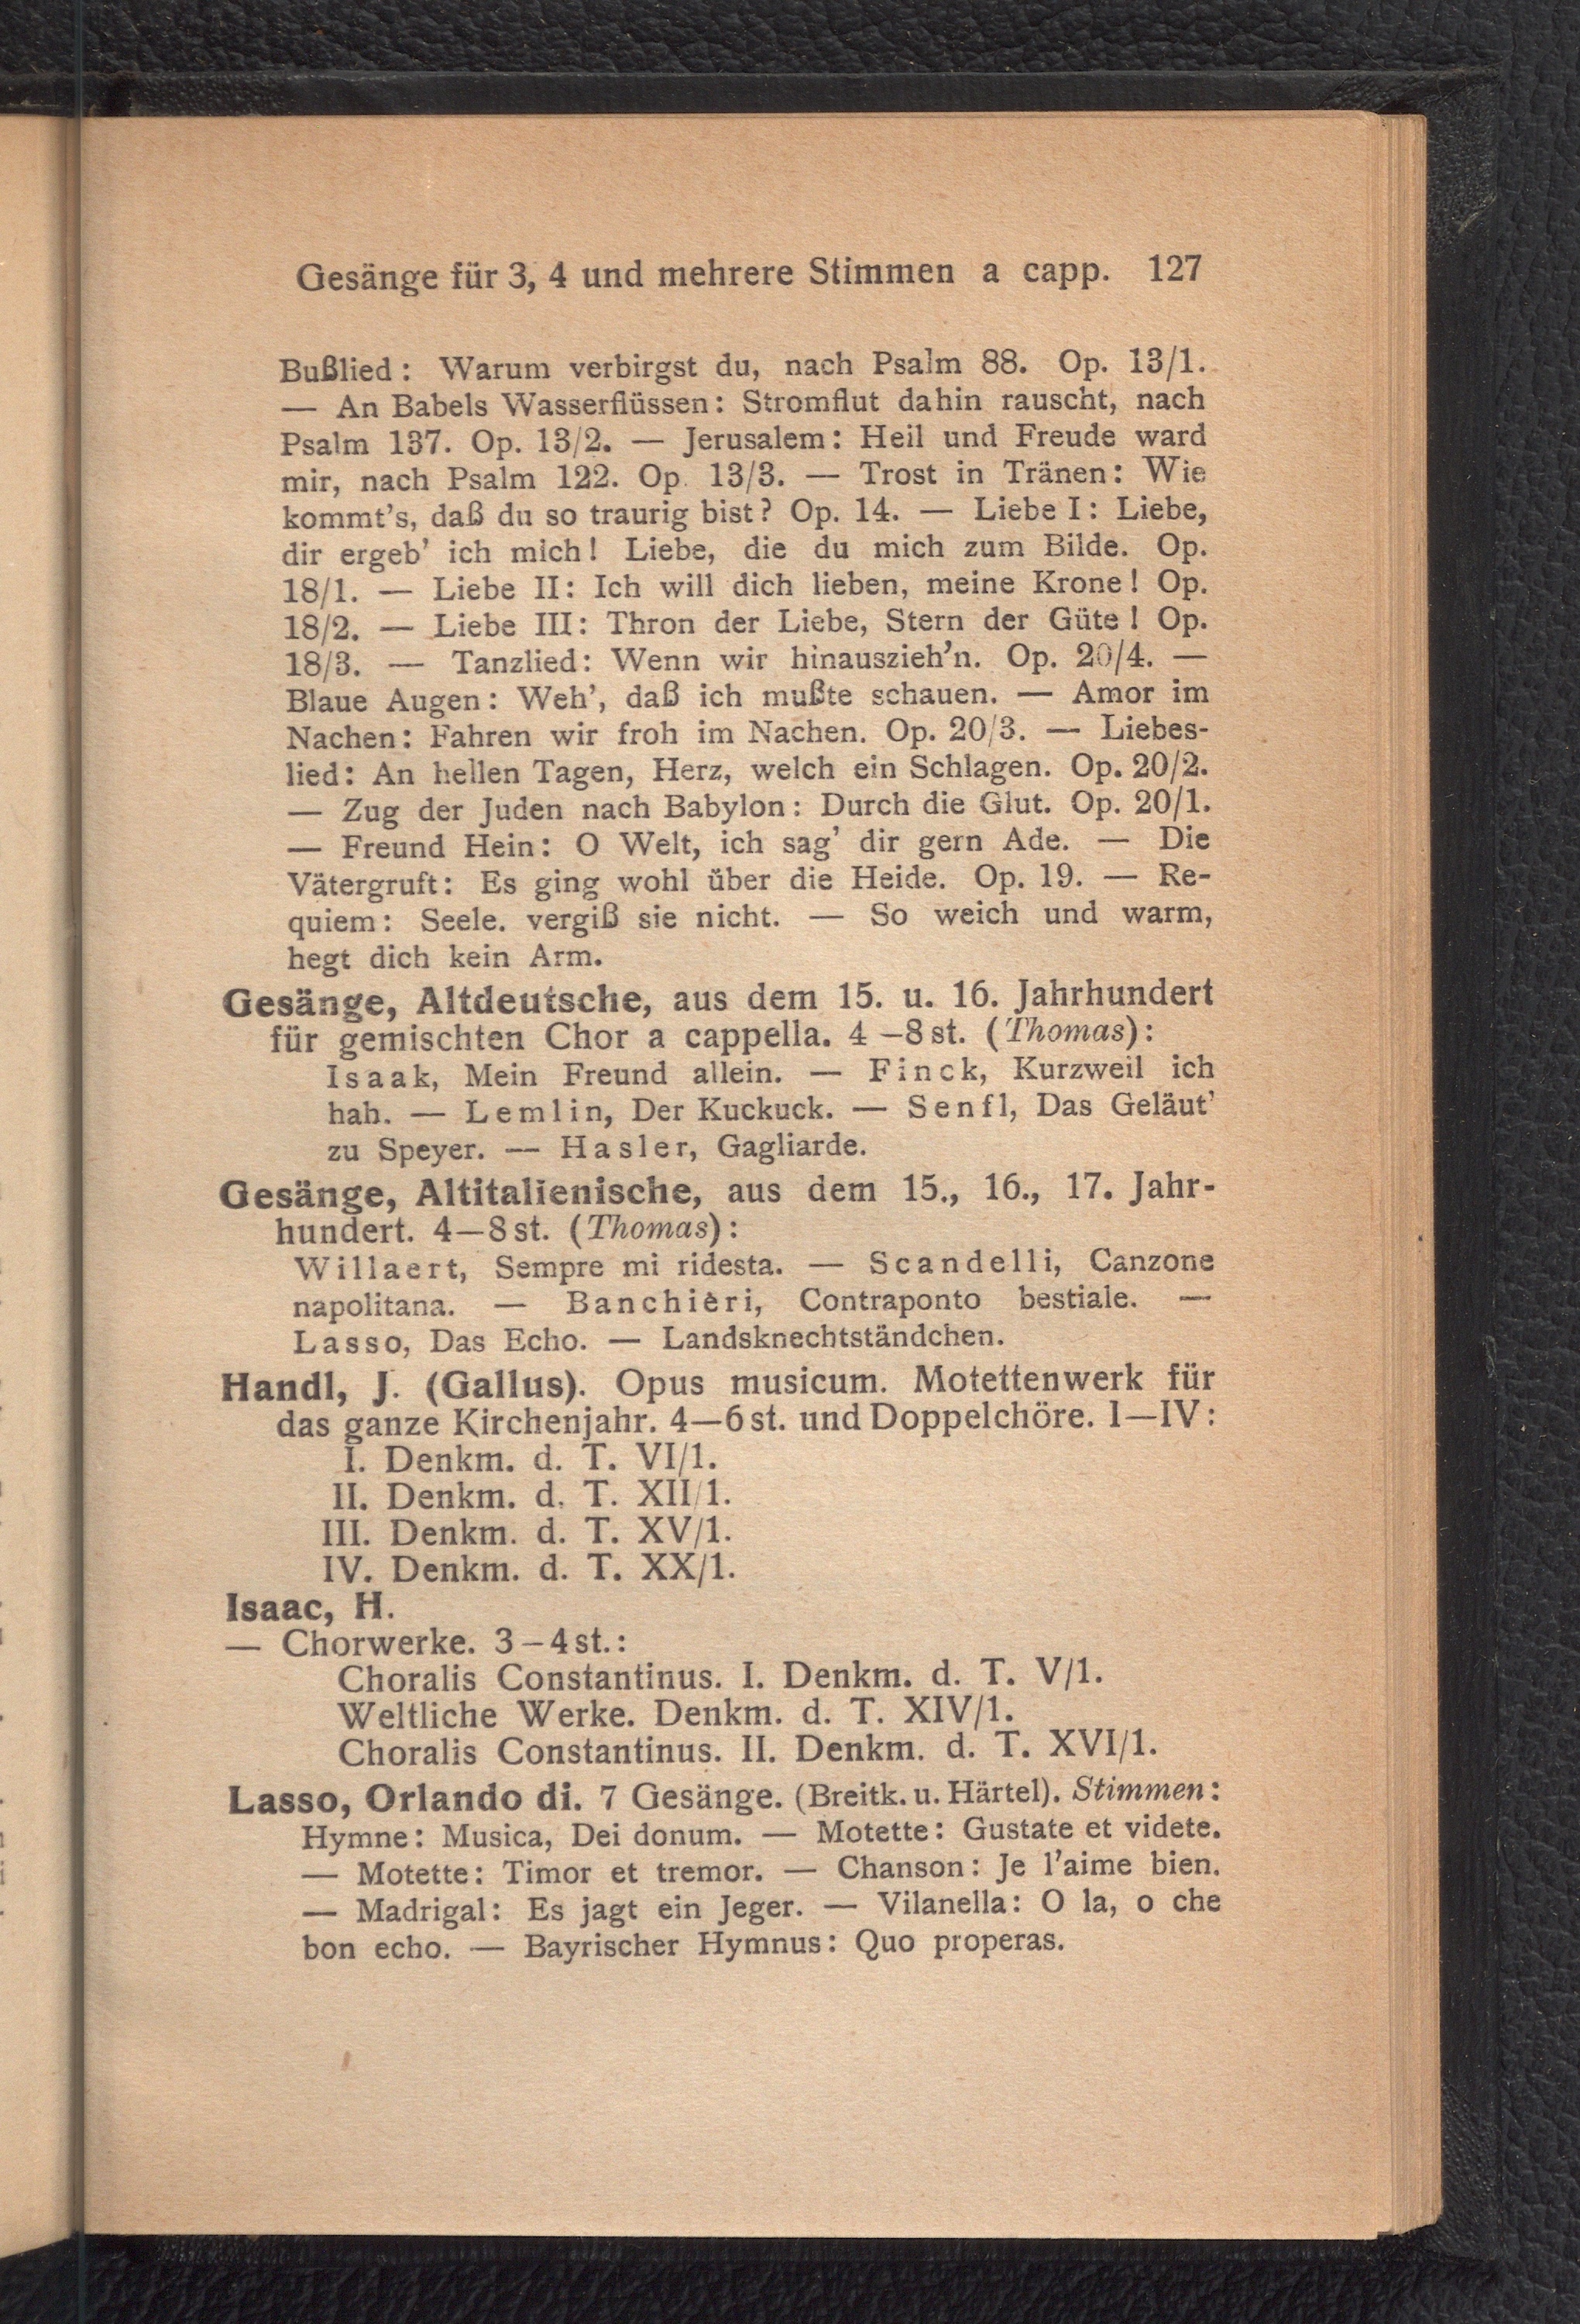 Gesänge für 3, 4 und mehrere Stimmen a capp. 127
Bußlied: Warum verbirgst du, nach Psalm 88. Op. 13/1.
— An Babels Wasserflüssen: Stromflut dahin rauscht, nach
Psalm 137. Op. 13/2. — Jerusalem: Heil und Freude ward
mir, nach Psalm 122. Op. 13/3. — Trost in Tränen: Wie
kommt's, daß du so traurig bist? Op. 14. — Liebe I: Liebe,
dir ergeb' ich mich! Liebe, die du mich zum Bilde. Op.
18/1. — Liebe II: Ich will dich lieben, meine Krone! Op.
18/2. — Liebe III: Thron der Liebe, Stern der Güte! Op.
18/3. — Tanzlied: Wenn wir hinauszieh'n. Op. 20/4. —
Blaue Augen: Weh', daß ich mußte schauen. — Amor im
Nachen: Fahren wir froh im Nachen. Op. 20/3. — Liebes-
lied: An hellen Tagen, Herz, welch ein Schlagen. Op. 20/2.
— Zug der Juden nach Babylon: Durch die Glut. Op. 20/1.
— Freund Hein: O Welt, ich sag' dir gern Ade. — Die
Vätergruft: Es ging wohl über die Heide. Op. 19. — Re-
quiem: Seele. vergiß sie nicht. — So weich und warm,
hegt dich kein Arm.
Gesänge, Altdeutsche, aus dem 15. u. 16. Jahrhundert
für gemischten Chor a cappella. 4–8 st. (Thomas):
Isaak, Mein Freund allein. — Finck, Kurzweil ich
hah. — Lemlin, Der Kuckuck. — Senfl, Das Geläut'
zu Speyer. — Hasler, Gagliarde.
Gesänge, Altitalienische, aus dem 15., 16., 17. Jahr-
hundert. 4—8 st. (Thomas):
Willaert, Sempre mi ridesta. — Scandelli, Canzone
napolitana. — Banchièri, Contraponto bestiale. —
Lasso, Das Echo. — Landsknechtständchen.
Handl, J. (Gallus). Opus musicum. Motettenwerk für
das ganze Kirchenjahr. 4—6 st. und Doppelchöre. I—IV:
I. Denkm. d. T. VI/1.
II. Denkm. d. T. XII/1.
III. Denkm. d. T. XV/1.
IV. Denkm. d. T. XX/1.
Isaac, H.
— Chorwerke. 3–4 st.:
Choralis Constantinus. I. Denkm. d. T. V/1.
Weltliche Werke. Denkm. d. T. XIV/1.
Choralis Constantinus. II. Denkm. d. T. XVI/1.
Lasso, Orlando di. 7 Gesänge. (Breitk. u. Härtel). Stimmen:
Hymne: Musica, Dei donum. — Motette: Gustate et videte.
— Motette: Timor et tremor. — Chanson: Je l'aime bien.
— Madrigal: Es jagt ein Jeger. — Vilanella: O la, o che
bon echo. — Bayrischer Hymnus: Quo properas.